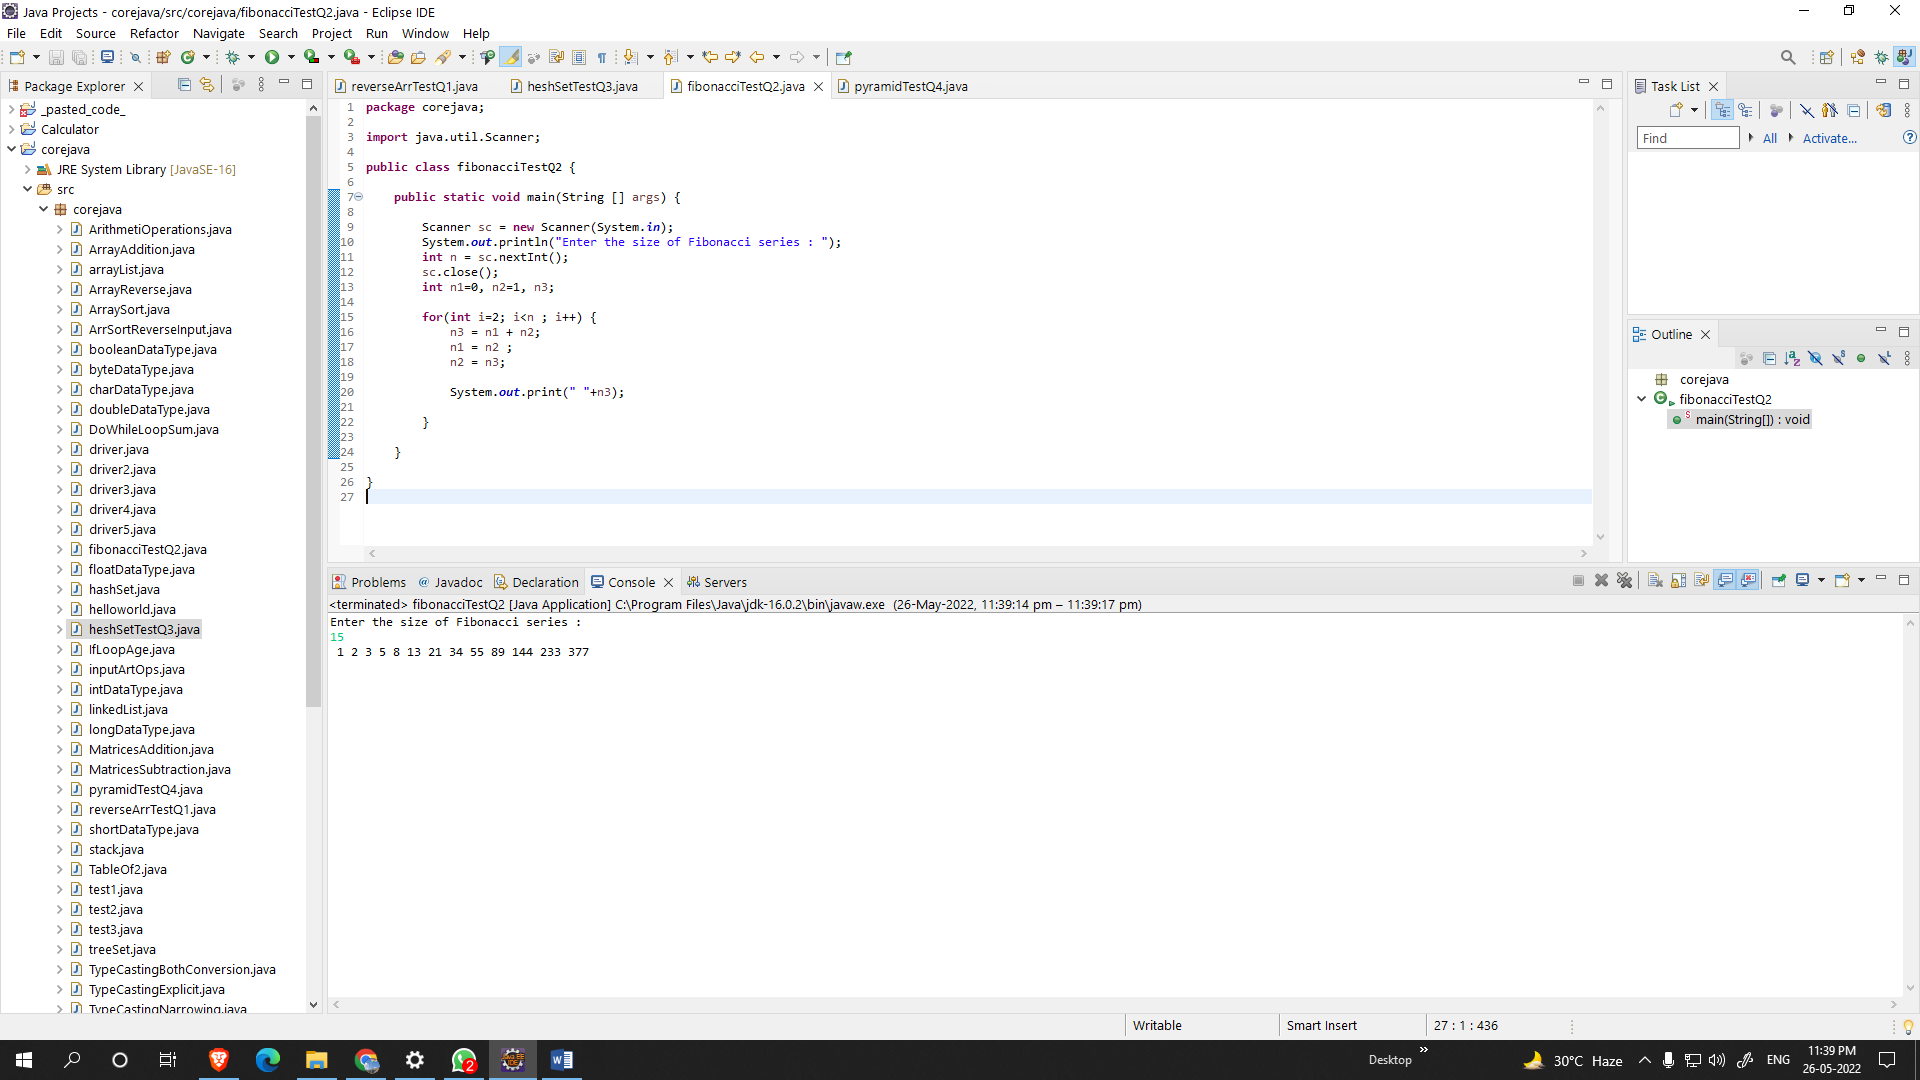 Java Projects - corejava/src/corejava/fibonacciTestQ2.java - Eclipse IDE
File Edit Source Refactor Navigate Search Project Run Window Help
Package Explorer
_pasted_code_
Calculator
corejava
JRE System Library [JavaSE-16]
src
corejava
ArithmetiOperations.java
ArrayAddition.java
arrayList.java
ArrayReverse.java
ArraySort.java
ArrSortReverseInput.java
booleanDataType.java
byteDataType.java
charDataType.java
doubleDataType.java
DoWhileLoopSum.java
driver.java
driver2.java
driver3.java
driver4.java
driver5.java
fibonacciTestQ2.java
floatDataType.java
hashSet.java
helloworld.java
heshSetTestQ3.java
IfLoopAge.java
inputArtOps.java
intDataType.java
linkedList.java
longDataType.java
MatricesAddition.java
MatricesSubtraction.java
pyramidTestQ4.java
reverseArrTestQ1.java
shortDataType.java
stack.java
TableOf2.java
test1.java
test2.java
test3.java
treeSet.java
TypeCastingBothConversion.java
TypeCastingExplicit.java
TypeCastingNarrowing.java
reverseArrTestQ1.java heshSetTestQ3.java fibonacciTestQ2.java pyramidTestQ4.java
1 package corejava;
2
3 import java.util.Scanner;
4
5 public class fibonacciTestQ2 {
6
7 public static void main(String [] args) {
8
9 Scanner sc = new Scanner(System.in);
10 System.out.println("Enter the size of Fibonacci series : ");
11 int n = sc.nextInt();
12 sc.close();
13 int n1=0, n2=1, n3;
14
15 for(int i=2; i<n ; i++) {
16 n3 = n1 + n2;
17 n1 = n2 ;
18 n2 = n3;
19
20 System.out.print(" "+n3);
21
22 }
23
24 }
25
26 }
27
Problems @ Javadoc Declaration Console Servers
<terminated> fibonacciTestQ2 [Java Application] C:\Program Files\Java\jdk-16.0.2\bin\javaw.exe (26-May-2022, 11:39:14 pm – 11:39:17 pm)
Enter the size of Fibonacci series :
15
1 2 3 5 8 13 21 34 55 89 144 233 377
Task List
Find All Activate...
Outline
corejava
fibonacciTestQ2
main(String[]) : void
Writable Smart Insert 27 : 1 : 436
2
Desktop
30°C Haze
ENG
11:39 PM
26-05-2022